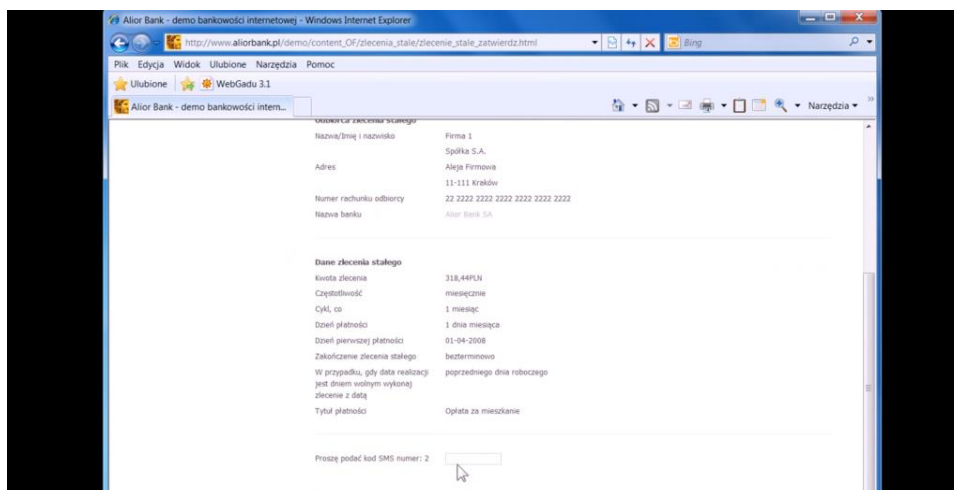 Alior Bank - demo bankowości internetowej - Windows Internet Explorer
http://www.aliorbank.pl/demo/content_OF/zlecenia_stale/zlecenie_stale_zatwierdz.html
Bing
Plik Edycja Widok Ulubione Narzędzia Pomoc
Ulubione WebGadu 3.1
Alior Bank - demo bankowości intern...
Narzędzia
Odbiorca zlecenia stałego
Nazwa/Imię i nazwisko Firma 1
Spółka S.A.
Adres Aleja Firmowa
11-111 Kraków
Numer rachunku odbiorcy 22 2222 2222 2222 2222 2222 2222
Nazwa banku Alior Bank SA
Dane zlecenia stałego
Kwota zlecenia 318,44PLN
Częstotliwość miesięcznie
Cykl, co 1 miesiąc
Dzień płatności 1 dnia miesiąca
Dzień pierwszej płatności 01-04-2008
Zakończenie zlecenia stałego bezterminowo
W przypadku, gdy data realizacji poprzedniego dnia roboczego
jest dniem wolnym wykonaj
zlecenie z datą
Tytuł płatności Opłata za mieszkanie
Proszę podać kod SMS numer: 2